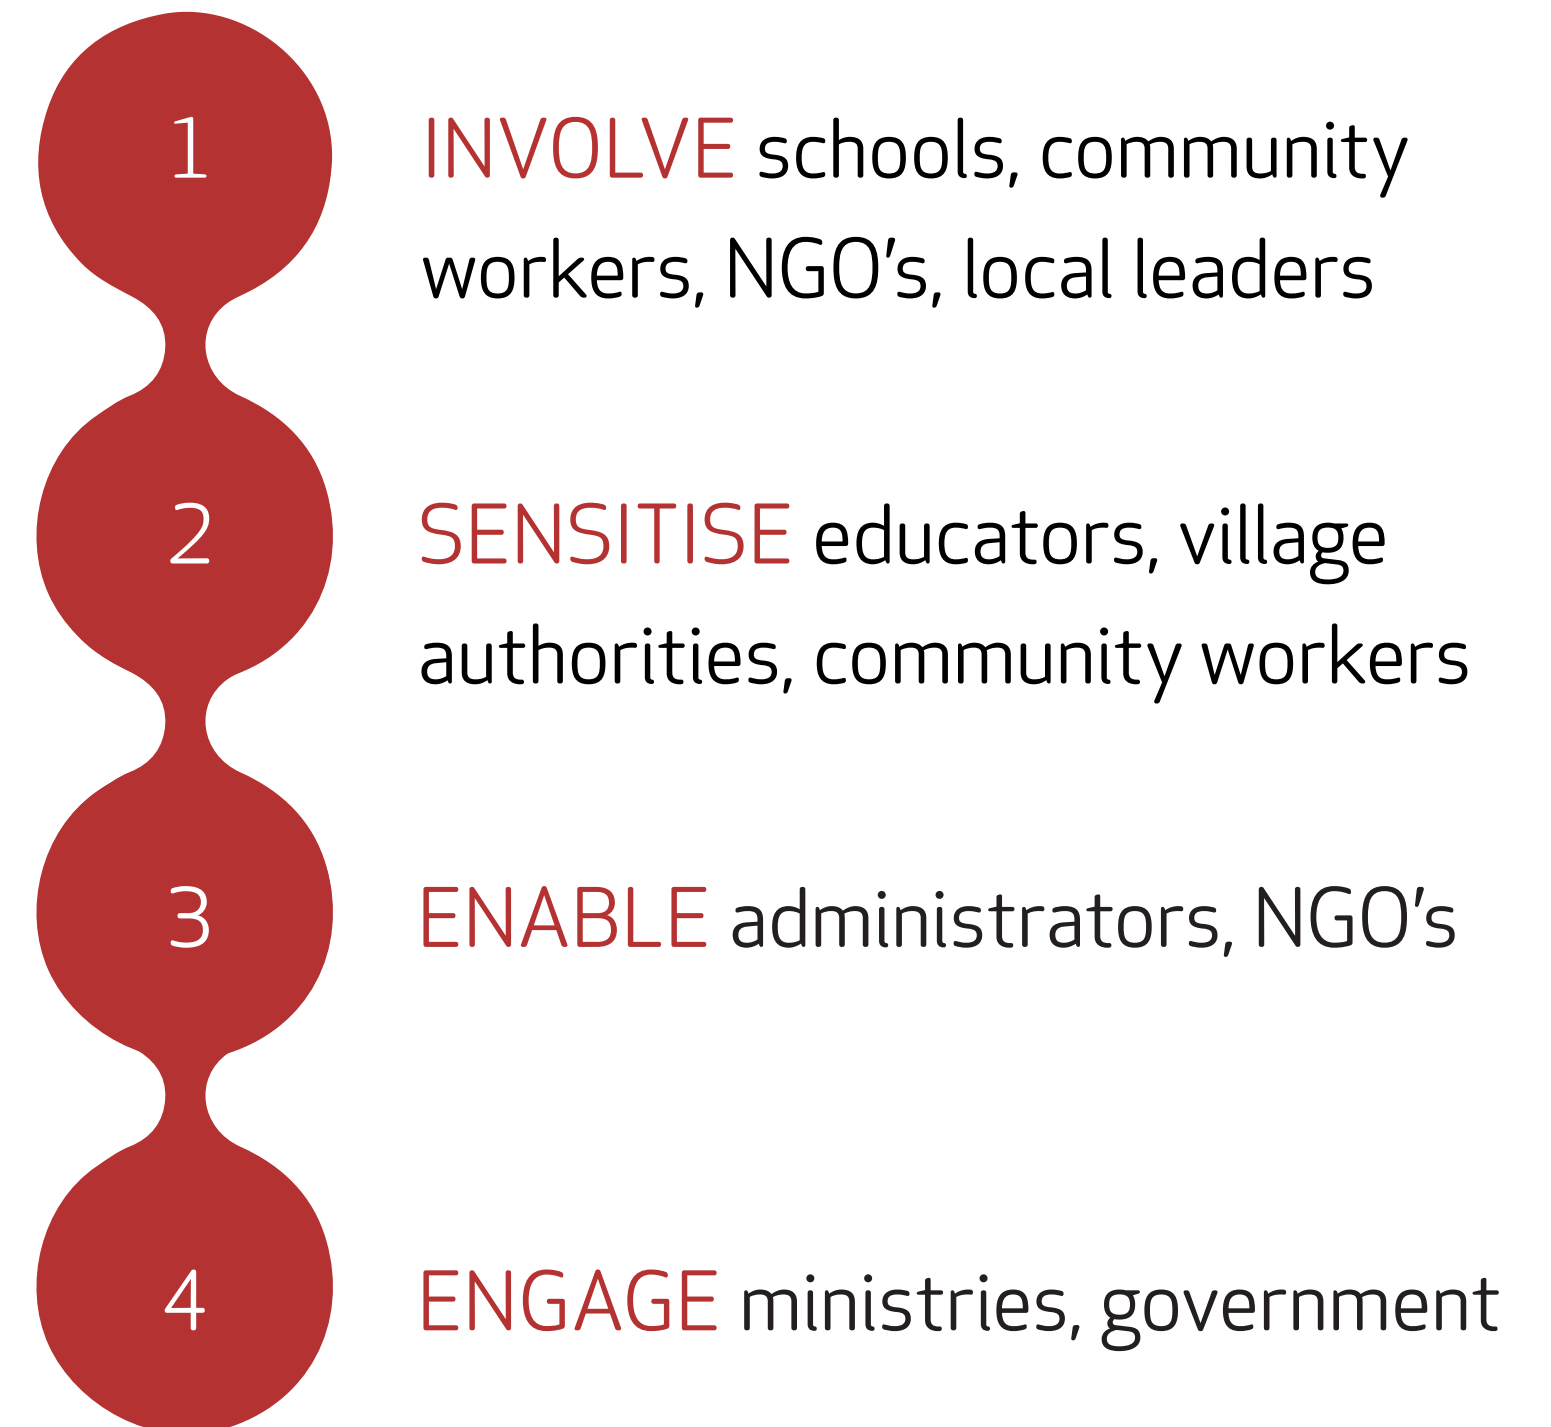 1
INVOLVE schools, community
workers, NGO’s, local leaders
2
SENSITISE educators, village
authorities, community workers
3
ENABLE administrators, NGO’s
4
ENGAGE ministries, government